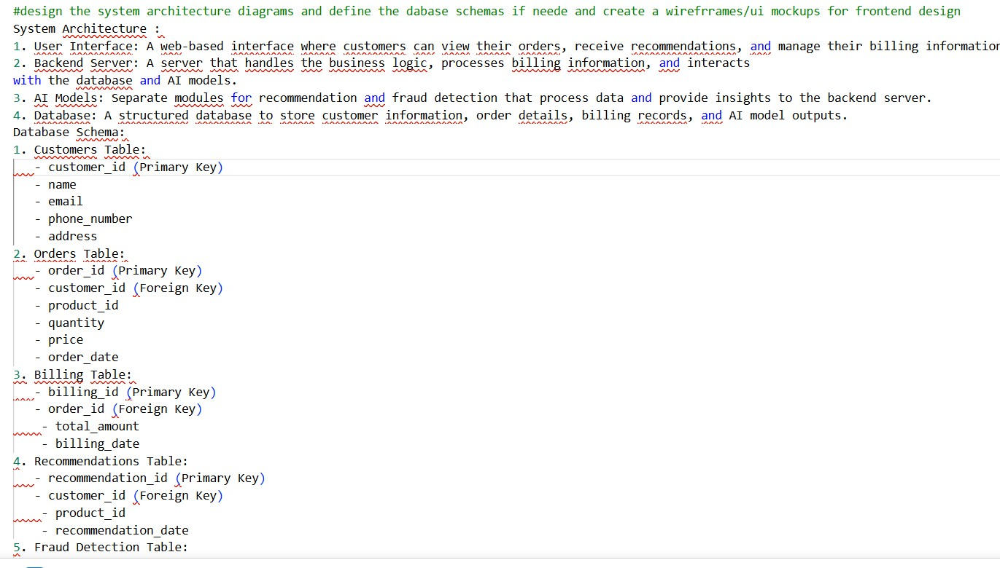 #design the system architecture diagrams and define the dabase schemas if neede and create a wirefrrames/ui mockups for frontend design
System Architecture :
1. User Interface: A web-based interface where customers can view their orders, receive recommendations, and manage their billing information
2. Backend Server: A server that handles the business logic, processes billing information, and interacts
with the database and AI models.
3. AI Models: Separate modules for recommendation and fraud detection that process data and provide insights to the backend server.
4. Database: A structured database to store customer information, order details, billing records, and AI model outputs.
Database Schema:
1. Customers Table:
- customer_id (Primary Key)
- name
- email
- phone_number
- address
2. Orders Table:
- order_id (Primary Key)
- customer_id (Foreign Key)
- product_id
- quantity
- price
- order_date
3. Billing Table:
- billing_id (Primary Key)
- order_id (Foreign Key)
- total_amount
- billing_date
4. Recommendations Table:
- recommendation_id (Primary Key)
- customer_id (Foreign Key)
- product_id
- recommendation_date
5. Fraud Detection Table: